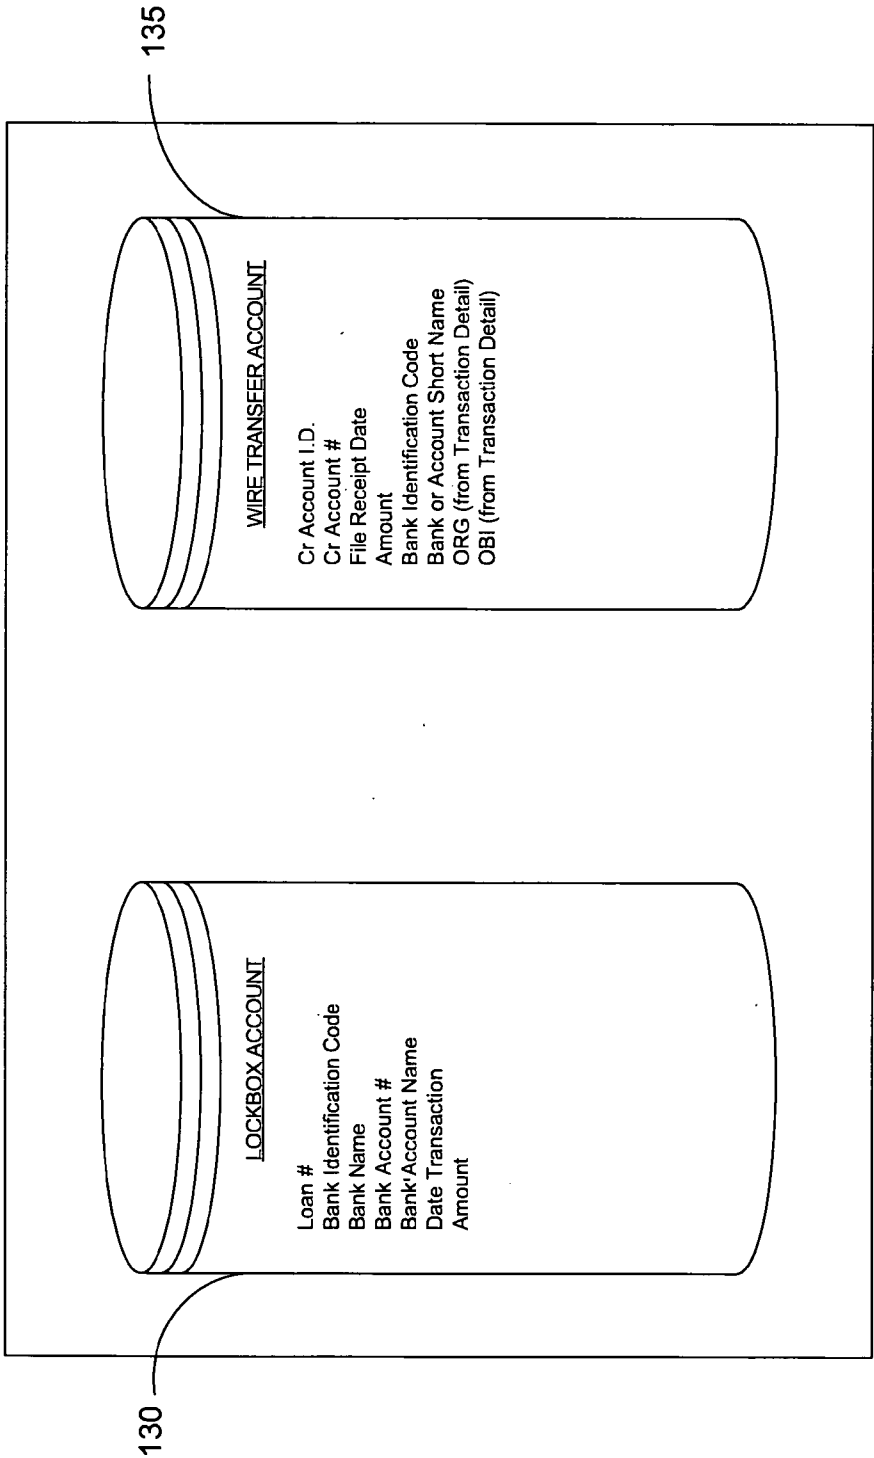 130
LOCKBOX ACCOUNT
Loan #
Bank Identification Code
Bank Name
Bank Account #
Bank'Account Name
Date Transaction
Amount
135
WIRE TRANSFER ACCOUNT
Cr Account I.D.
Cr Account #
File Receipt Date
Amount
Bank Identification Code
Bank or Account Short Name
ORG (from Transaction Detail)
OBI (from Transaction Detail)